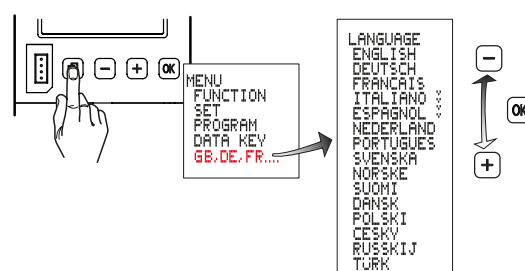 OK
MENU
FUNCTION
SET
PROGRAM
DATA KEY
GB,DE,FR....
LANGUAGE
ENGLISH
DEUTSCH
FRANCAIS
ITALIANO
ESPAGNOL
NEDERLAND
PORTUGUES
SVENSKA
NORSKE
SUOMI
DANSK
POLSKI
CESKY
RUSSKIJ
TURK
OK